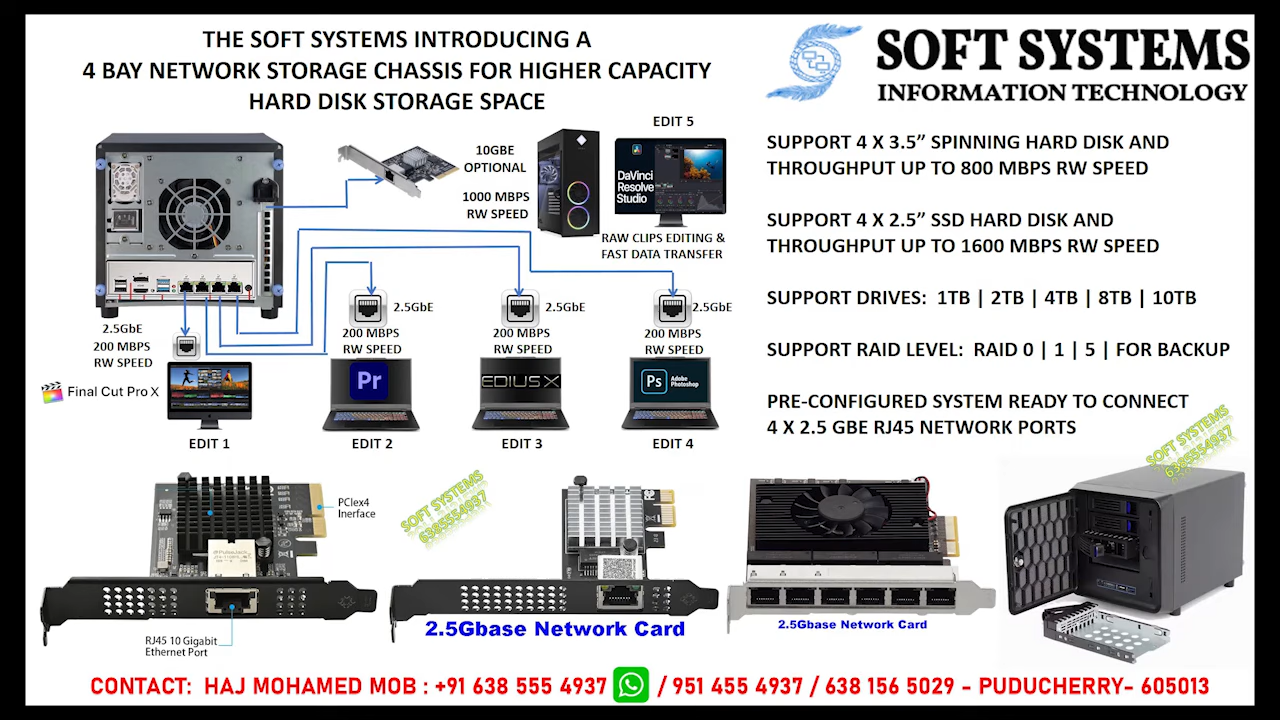 THE SOFT SYSTEMS INTRODUCING A
4 BAY NETWORK STORAGE CHASSIS FOR HIGHER CAPACITY
HARD DISK STORAGE SPACE
SOFT SYSTEMS
INFORMATION TECHNOLOGY
10GBE
OPTIONAL
1000 MBPS
RW SPEED
EDIT 5
DaVinci
Resolve
Studio
RAW CLIPS EDITING &
FAST DATA TRANSFER
2.5GbE
200 MBPS
RW SPEED
2.5GbE
200 MBPS
RW SPEED
2.5GbE
200 MBPS
RW SPEED
2.5GbE
200 MBPS
RW SPEED
Final Cut Pro X
Pr
EDIUS X
Ps
Adobe
Photoshop
EDIT 1
EDIT 2
EDIT 3
EDIT 4
SUPPORT 4 X 3.5” SPINNING HARD DISK AND
THROUGHPUT UP TO 800 MBPS RW SPEED
SUPPORT 4 X 2.5” SSD HARD DISK AND
THROUGHPUT UP TO 1600 MBPS RW SPEED
SUPPORT DRIVES: 1TB | 2TB | 4TB | 8TB | 10TB
SUPPORT RAID LEVEL: RAID 0 | 1 | 5 | FOR BACKUP
PRE-CONFIGURED SYSTEM READY TO CONNECT
4 X 2.5 GBE RJ45 NETWORK PORTS
PCIex4
Inerface
RJ45 10 Gigabit
Ethernet Port
SOFT SYSTEMS
6385554937
2.5Gbase Network Card
2.5Gbase Network Card
SOFT SYSTEMS
6385554937
CONTACT: HAJ MOHAMED MOB : +91 638 555 4937 / 951 455 4937 / 638 156 5029 - PUDUCHERRY- 605013